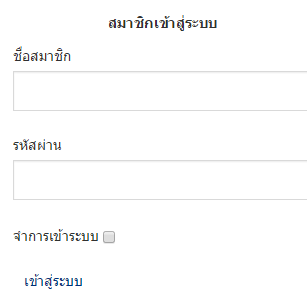 สมาชิกเข้าสู่ระบบ
ชื่อสมาชิก
รหัสผ่าน
จำการเข้าระบบ
เข้าสู่ระบบ